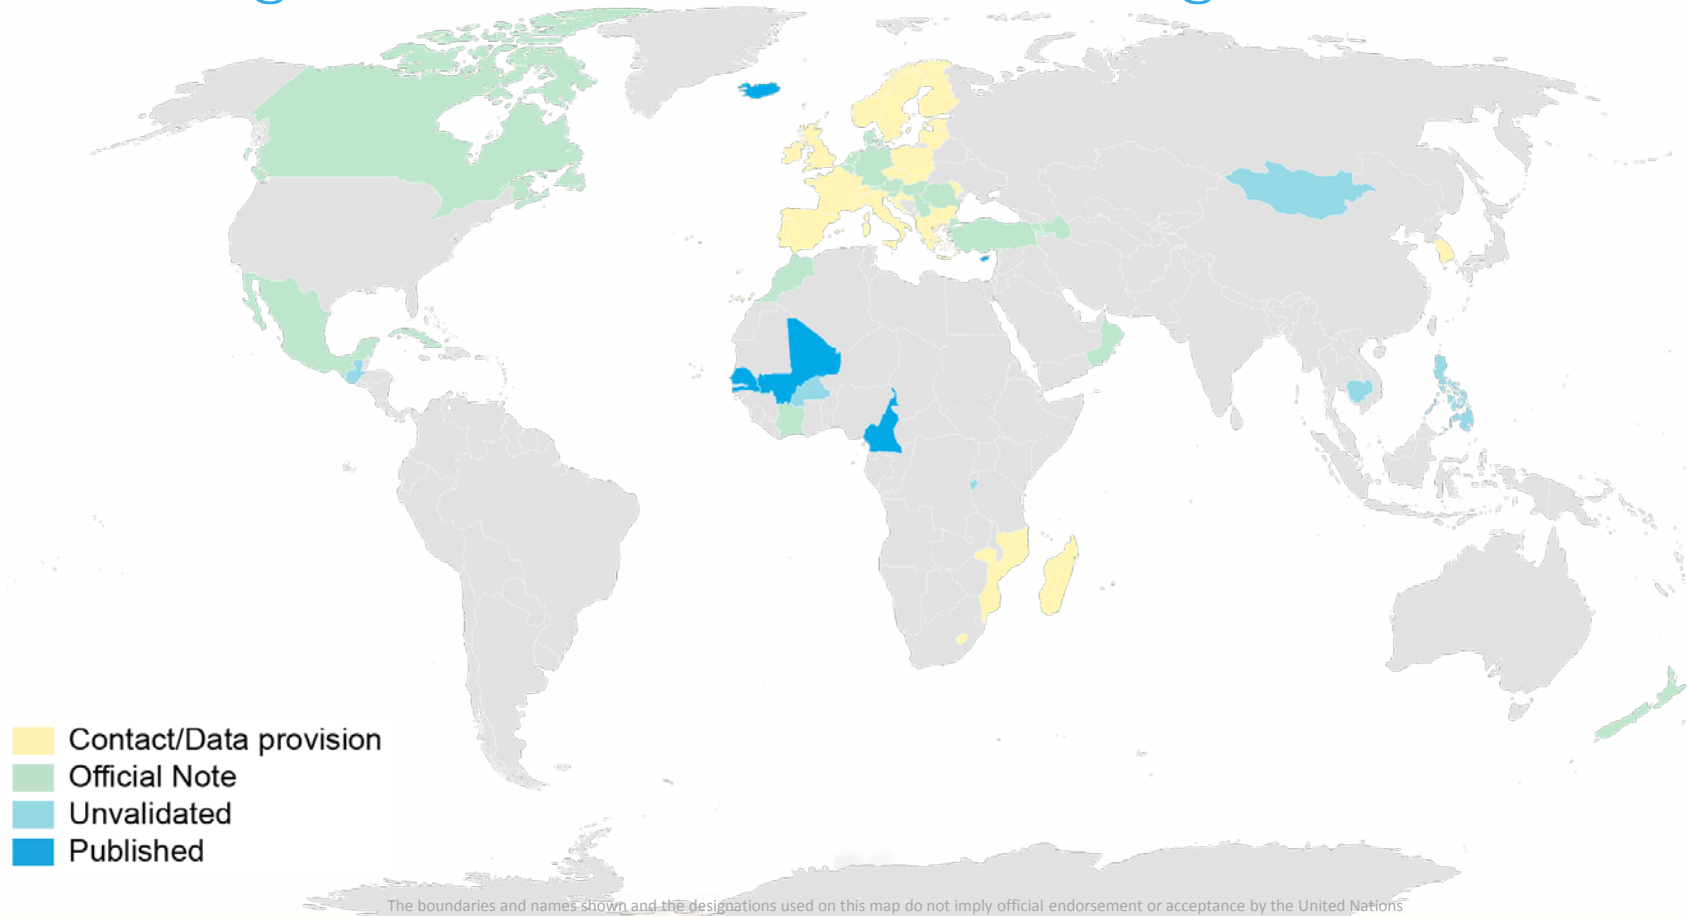 Contact/Data provision
Official Note
Unvalidated
Published
The boundaries and names shown and the designations used on this map do not imply official endorsement or acceptance by the United Nations